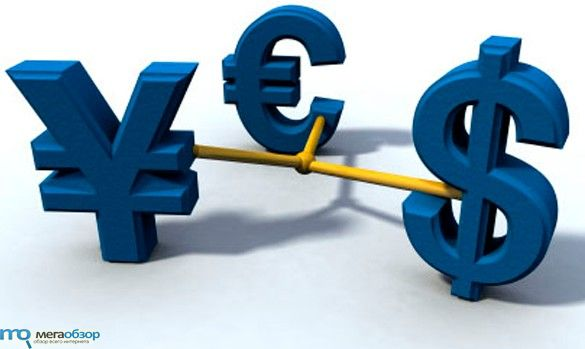 ¥ € $
мегаобзор
обзор всего интернета